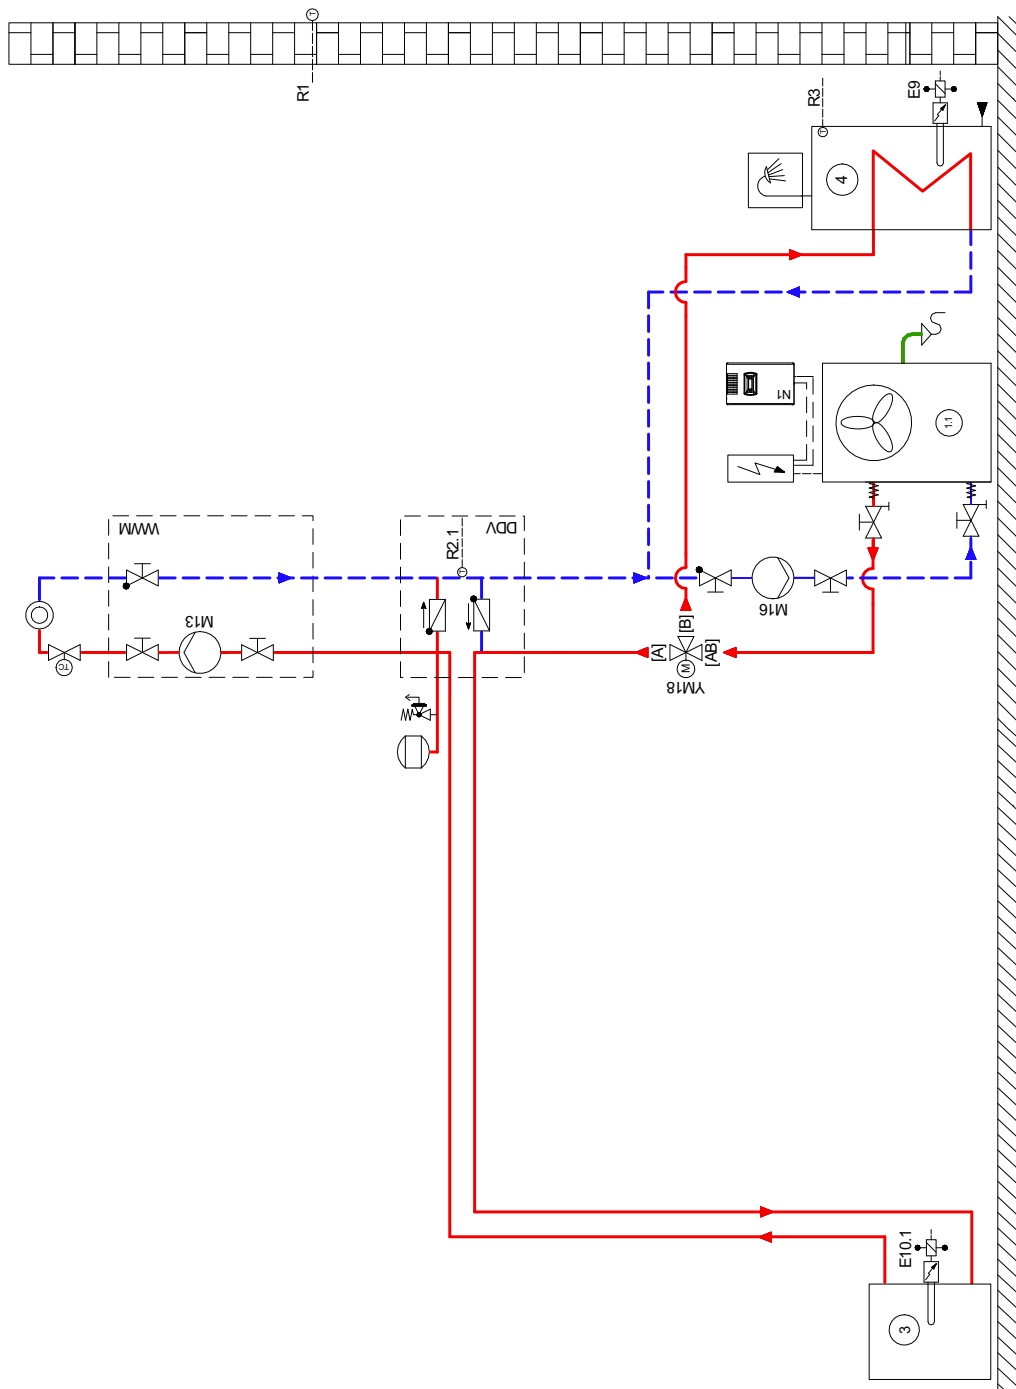 R1
E9
R3
4
N1
1.1
WWM
DDV
R2.1
T
T
T
M13
M16
TC
[B]
[A]
[AB]
M
YM18
E10.1
3